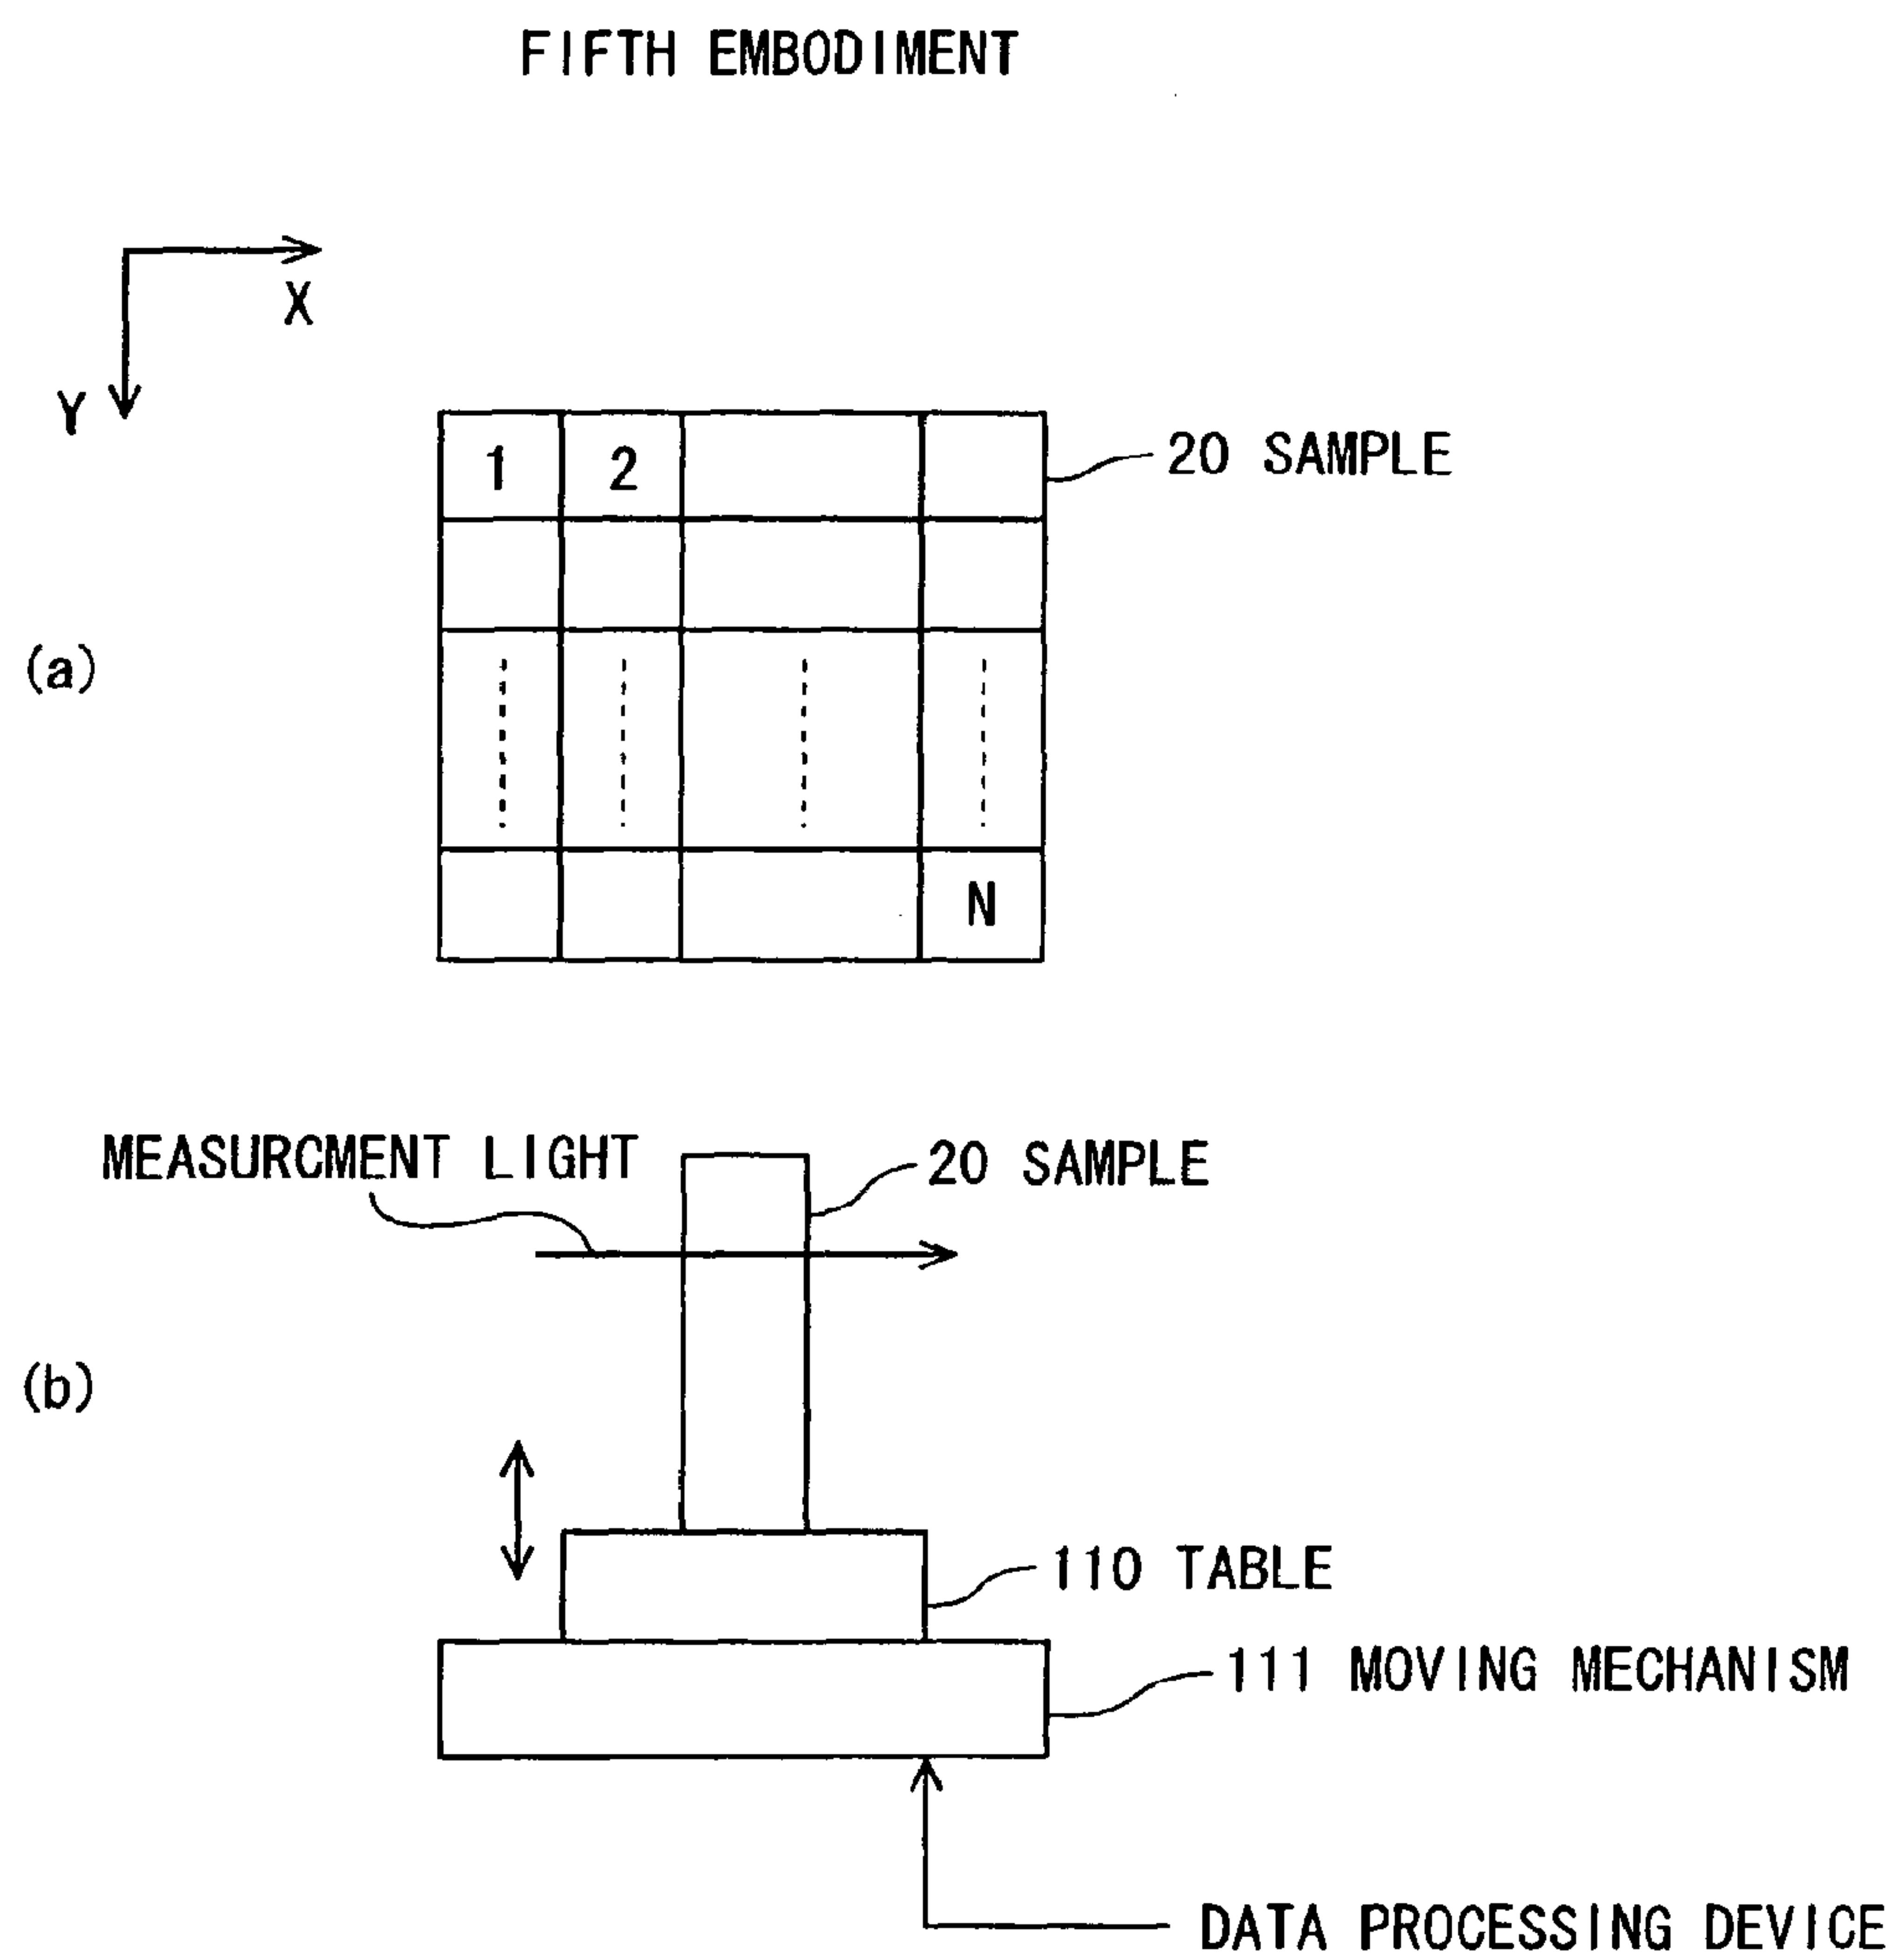 FIFTH EMBODIMENT
X
Y
1 2
20 SAMPLE
(a)
N
MEASURCMENT LIGHT
20 SAMPLE
(b)
110 TABLE
111 MOVING MECHANISM
DATA PROCESSING DEVICE